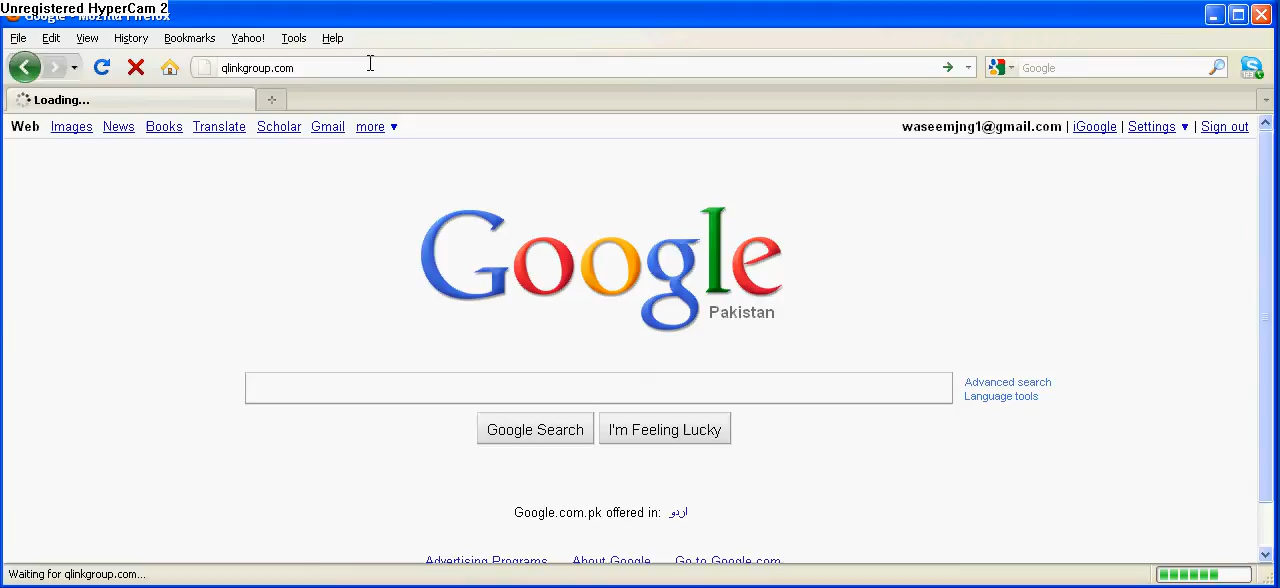 Unregistered HyperCam 2
Google - Mozilla Firefox
File Edit View History Bookmarks Yahoo! Tools Help
qlinkgroup.com
Google
Loading...
Web Images News Books Translate Scholar Gmail more
waseemjng1@gmail.com | iGoogle | Settings | Sign out
Google
Pakistan
Advanced search
Language tools
Google Search I'm Feeling Lucky
Google.com.pk offered in: اردو
Advertising Programs About Google Go to Google.com
Waiting for qlinkgroup.com...